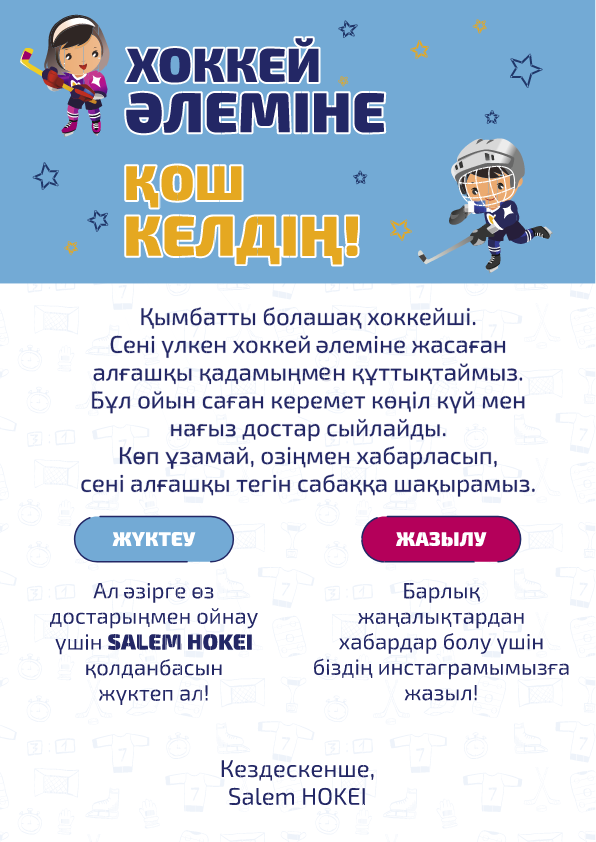 ХОККЕЙ
ӘЛЕМІНЕ
ҚОШ
КЕЛДІҢ!
Қымбатты болашақ хоккейші.
Сені үлкен хоккей әлеміне жасаған
алғашқы қадамыңмен құттықтаймыз.
Бұл ойын саған керемет көңіл күй мен
нағыз достар сыйлайды.
Көп ұзамай, озіңмен хабарласып,
сені алғашқы тегін сабаққа шақырамыз.
ЖҮКТЕУ
Ал әзірге өз
достарыңмен ойнау
үшін SALEM HOKEI
қолданбасын
жүктеп ал!
ЖАЗЫЛУ
Барлық
жаңалықтардан
хабардар болу үшін
біздің инстаграмымызға
жазыл!
Кездескенше,
Salem HOKEI